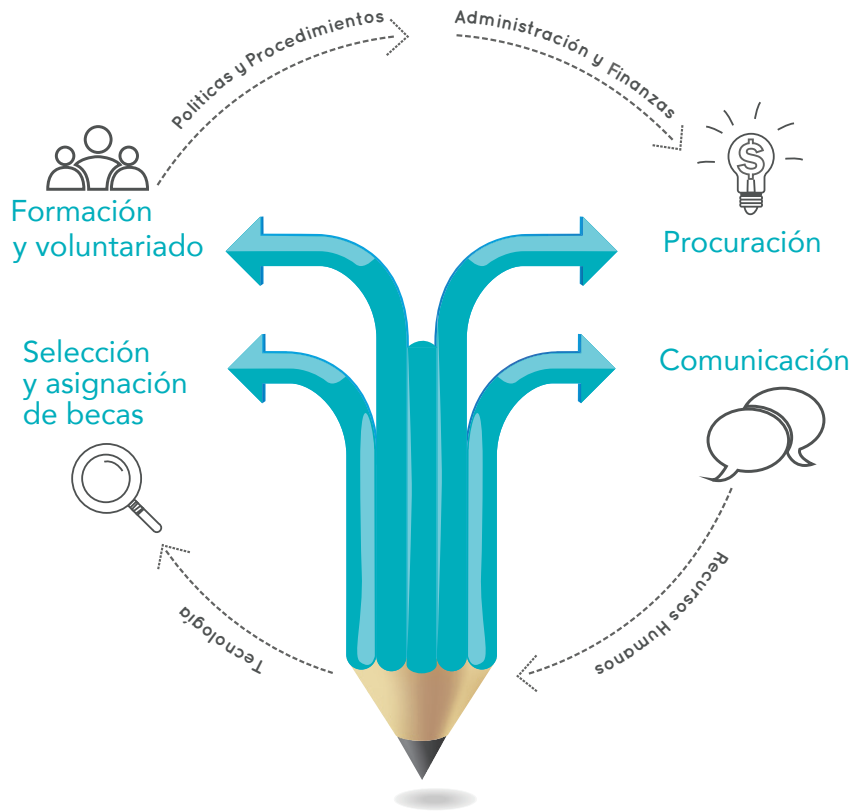 Políticas y Procedimientos
Administración y Finanzas
$
Formación
y voluntariado
Procuración
Selección
y asignación
de becas
Comunicación
Tecnología
Recursos Humanos